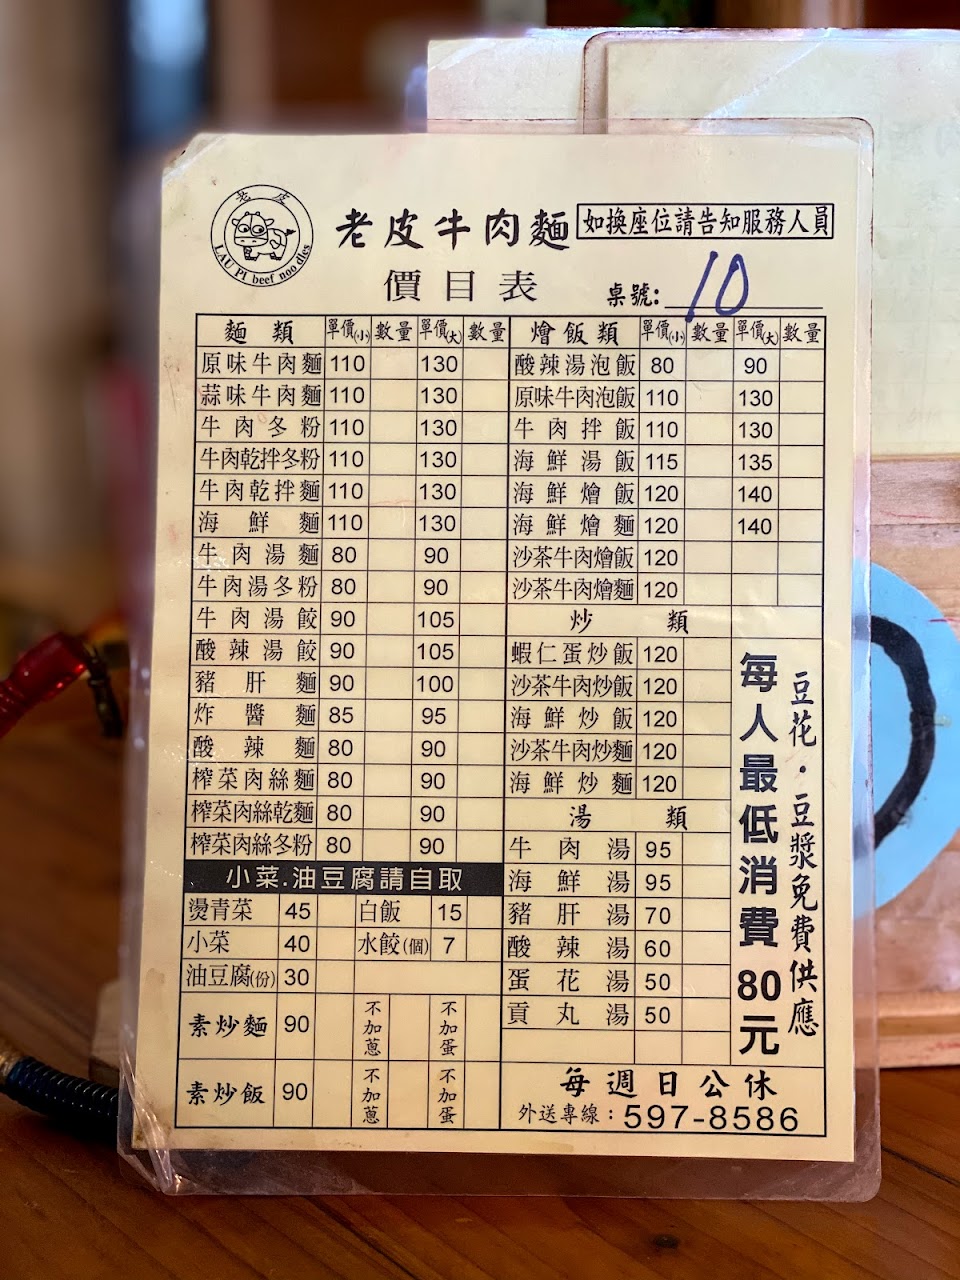 老皮
LAU PI beef noodles
老皮牛肉麵 如換座位請告知服務人員
價目表 桌號: 10
麵類 單價(小) 數量 單價(大) 數量
原味牛肉麵 110 130
蒜味牛肉麵 110 130
牛肉冬粉 110 130
牛肉乾拌冬粉 110 130
牛肉乾拌麵 110 130
海鮮麵 110 130
牛肉湯麵 80 90
牛肉湯冬粉 80 90
牛肉湯餃 90 105
酸辣湯餃 90 105
豬肝麵 90 100
炸醬麵 85 95
酸辣麵 80 90
榨菜肉絲麵 80 90
榨菜肉絲乾麵 80 90
榨菜肉絲冬粉 80 90
小菜.油豆腐請自取
燙青菜 45 白飯 15
小菜 40 水餃(個) 7
油豆腐(份) 30
素炒麵 90 不加蔥 不加蛋
素炒飯 90 不加蔥 不加蛋
燴飯類 單價(小) 數量 單價(大) 數量
酸辣湯泡飯 80 90
原味牛肉泡飯 110 130
牛肉拌飯 110 130
海鮮湯飯 115 135
海鮮燴飯 120 140
海鮮燴麵 120 140
沙茶牛肉燴飯 120
沙茶牛肉燴麵 120
炒類
蝦仁蛋炒飯 120
沙茶牛肉炒飯 120
海鮮炒飯 120
沙茶牛肉炒麵 120
海鮮炒麵 120
湯類
牛肉湯 95
海鮮湯 95
豬肝湯 70
酸辣湯 60
蛋花湯 50
貢丸湯 50
豆花・豆漿免費供應
每人最低消費80元
每週日公休
外送專線：597-8586